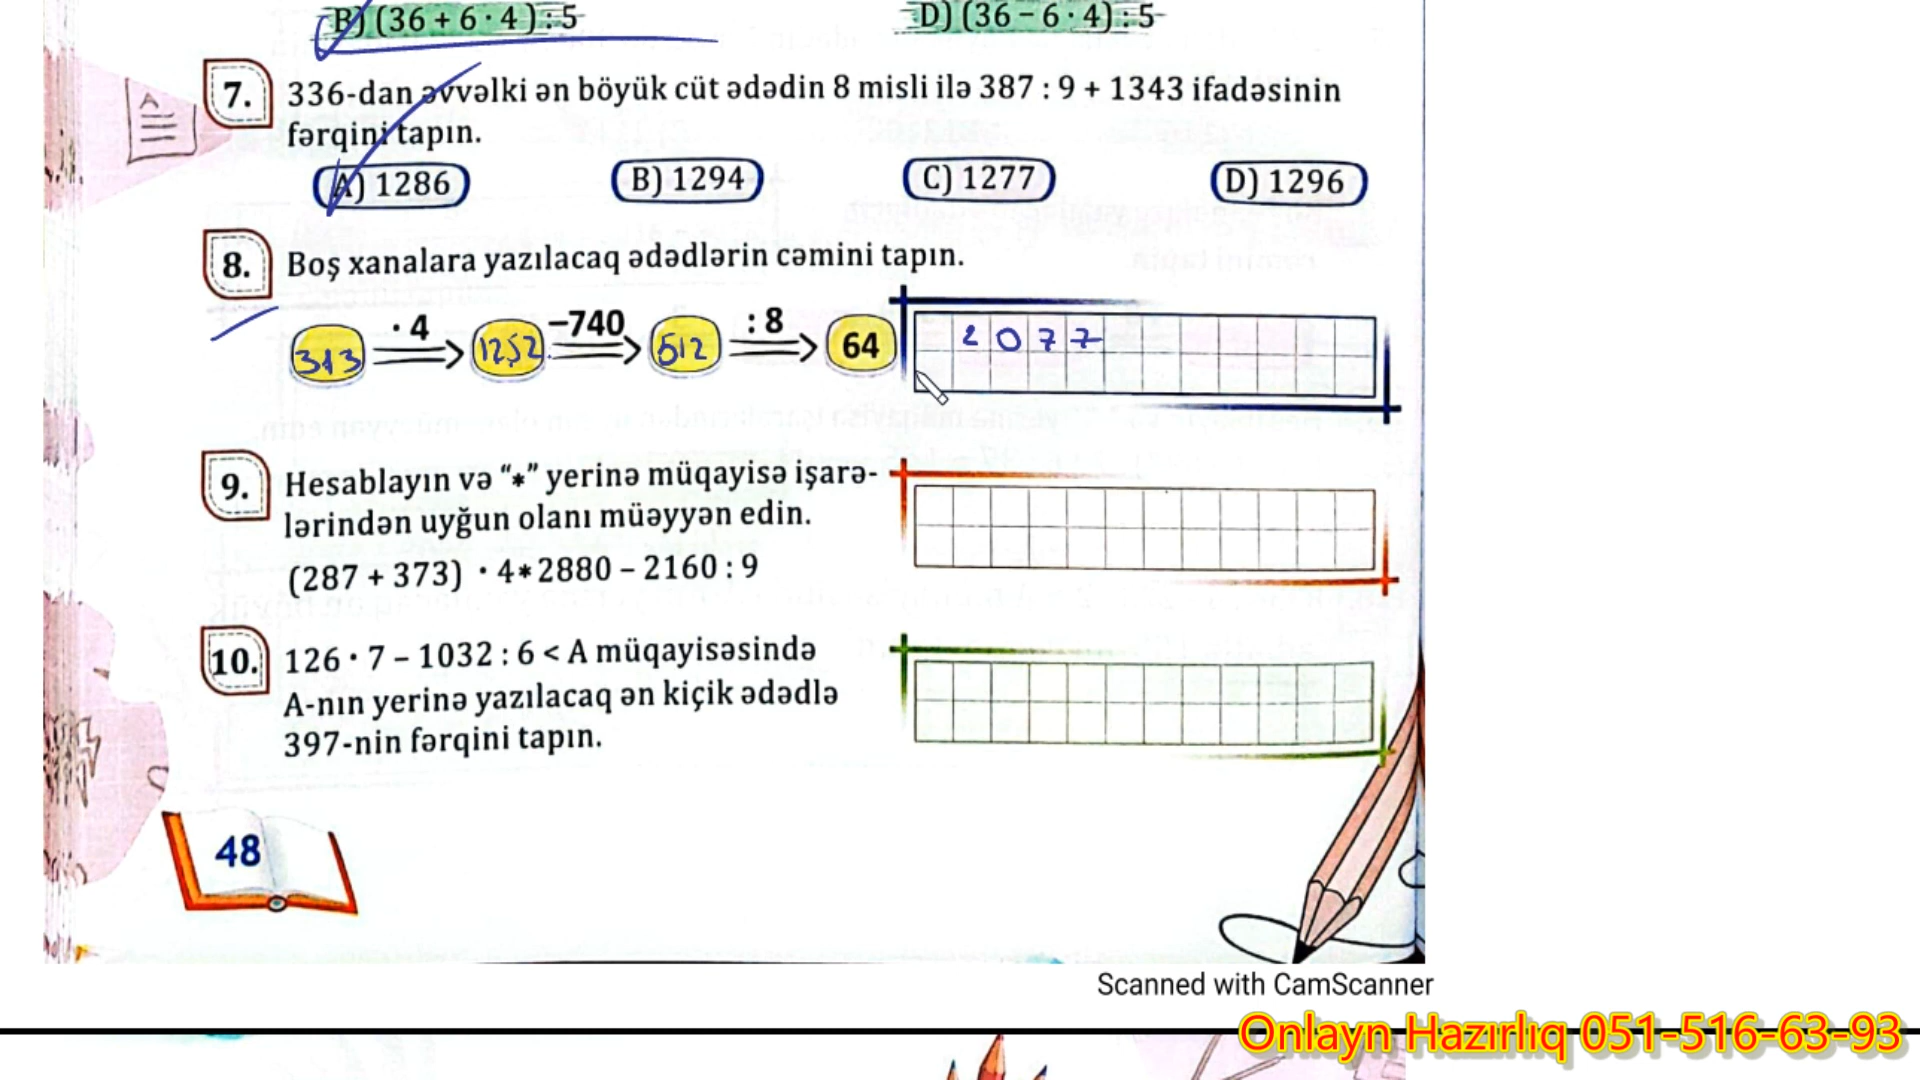 B) (36 + 6 · 4) : 5
D) (36 – 6 · 4) : 5
7. 336-dan əvvəlki ən böyük cüt ədədin 8 misli ilə 387 : 9 + 1343 ifadəsinin
fərqini tapın.
A) 1286 B) 1294 C) 1277 D) 1296
8. Boş xanalara yazılacaq ədədlərin cəmini tapın.
313 · 4 1252 –740 512 : 8 64
2077
9. Hesablayın və “*” yerinə müqayisə işarə-
lərindən uyğun olanı müəyyən edin.
(287 + 373) · 4 * 2880 – 2160 : 9
10. 126 · 7 – 1032 : 6 < A müqayisəsində
A-nın yerinə yazılacaq ən kiçik ədədlə
397-nin fərqini tapın.
48
Scanned with CamScanner
Onlayn Hazırlıq 051-516-63-93